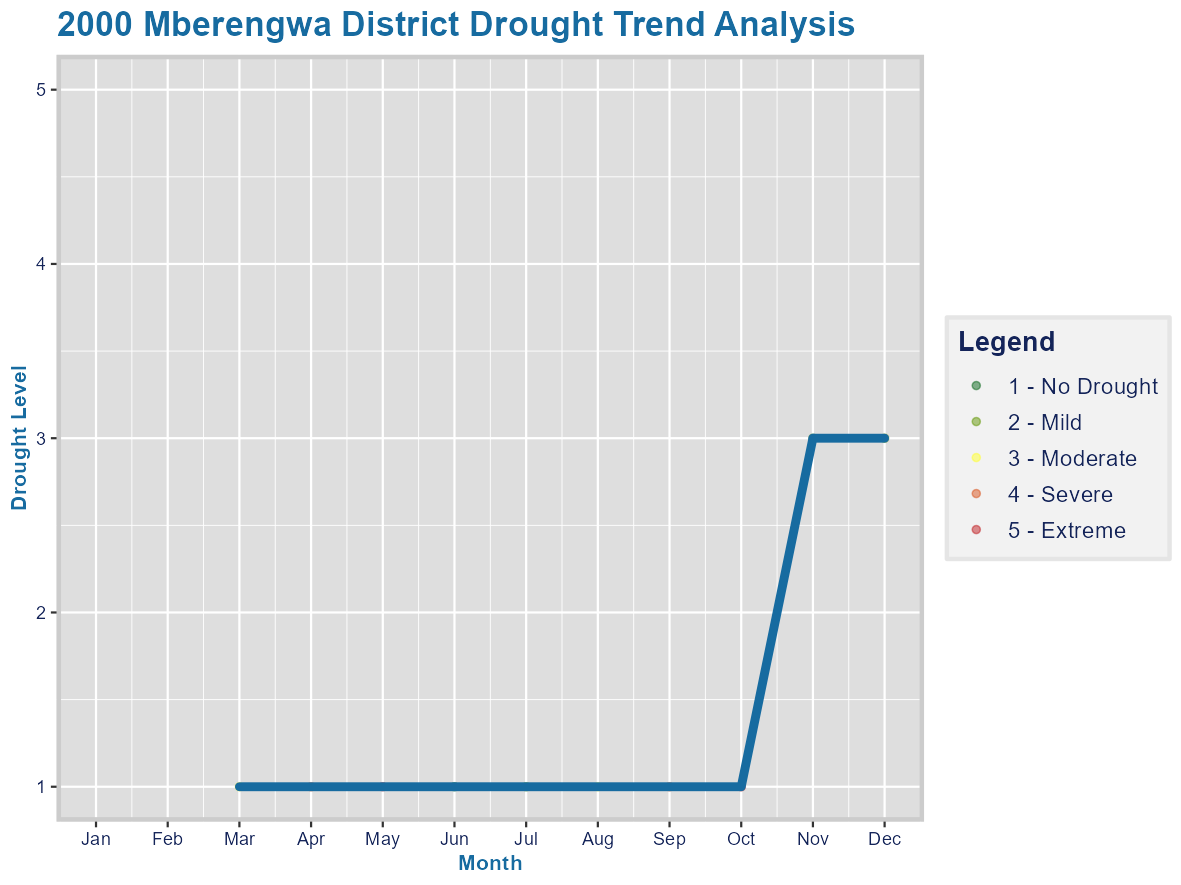 2000 Mberengwa District Drought Trend Analysis
Drought Level
5
4
3
2
1
Jan Feb Mar Apr May Jun Jul Aug Sep Oct Nov Dec
Month
Legend
1 - No Drought
2 - Mild
3 - Moderate
4 - Severe
5 - Extreme